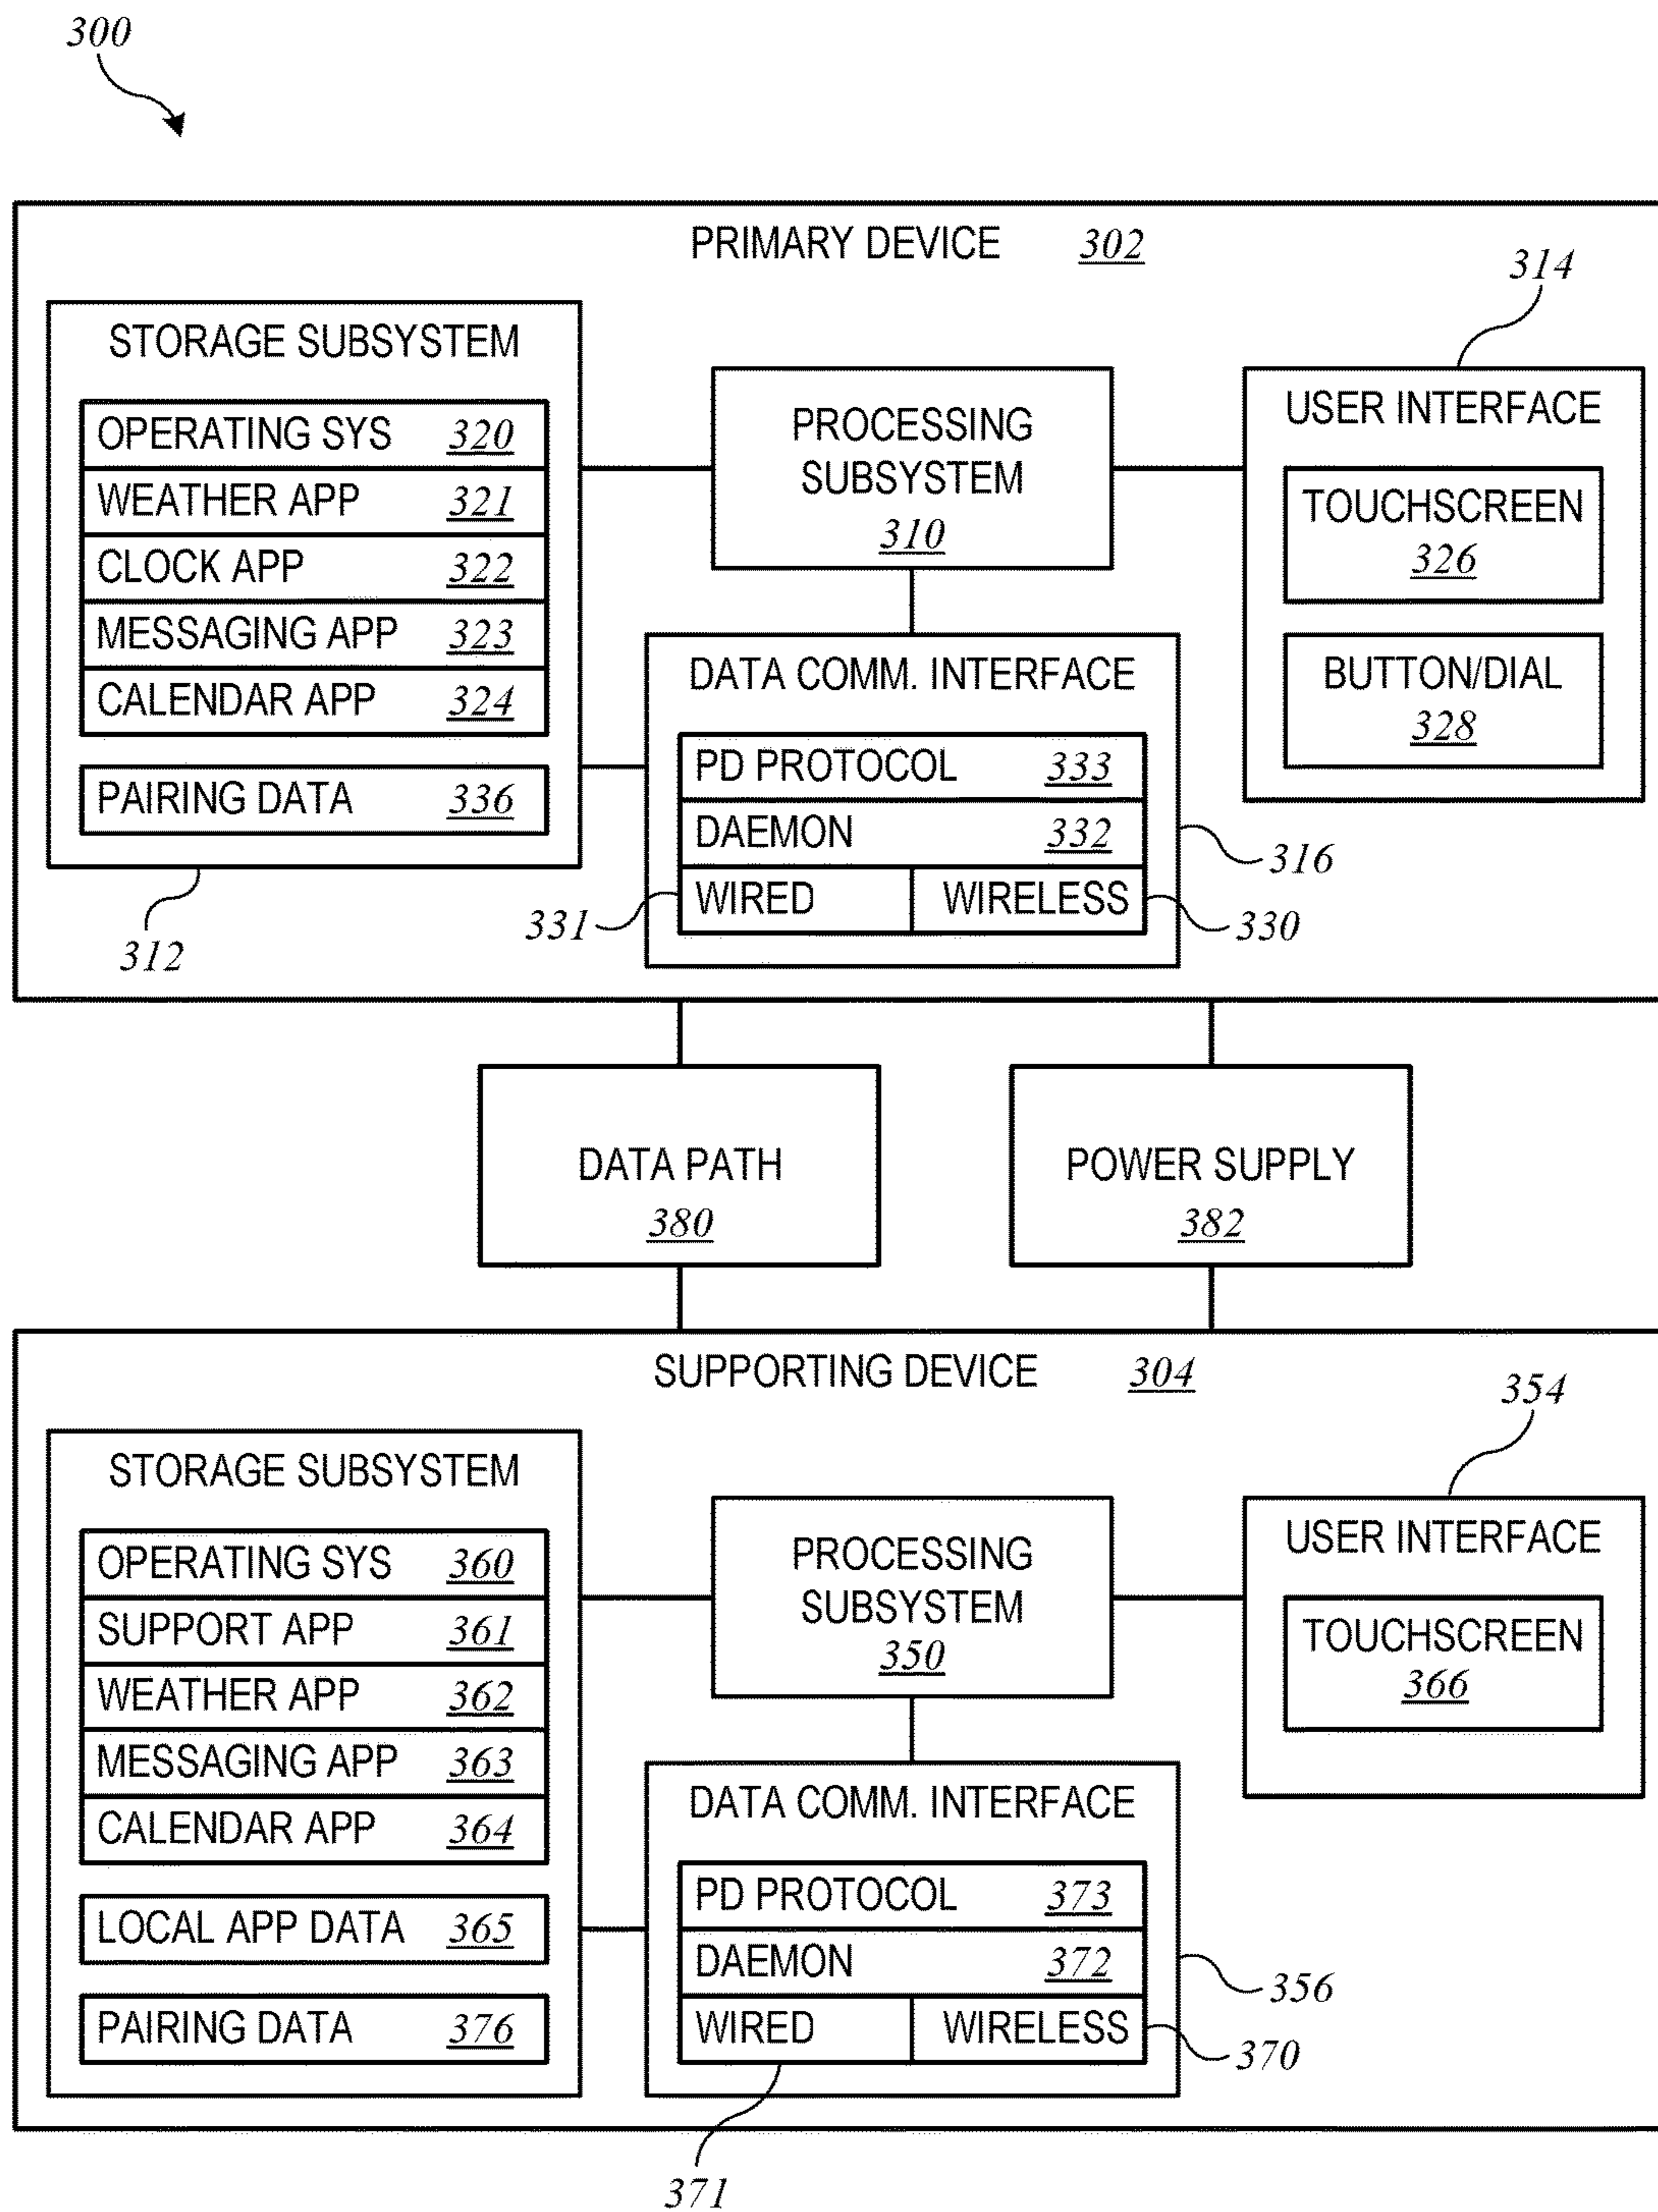 300
PRIMARY DEVICE 302
314
STORAGE SUBSYSTEM
OPERATING SYS 320
WEATHER APP 321
CLOCK APP 322
MESSAGING APP 323
CALENDAR APP 324
PAIRING DATA 336
312
PROCESSING
SUBSYSTEM
310
USER INTERFACE
TOUCHSCREEN
326
BUTTON/DIAL
328
DATA COMM. INTERFACE
PD PROTOCOL 333
DAEMON 332
WIRED WIRELESS
331
330
316
DATA PATH
380
POWER SUPPLY
382
SUPPORTING DEVICE 304
354
STORAGE SUBSYSTEM
OPERATING SYS 360
SUPPORT APP 361
WEATHER APP 362
MESSAGING APP 363
CALENDAR APP 364
LOCAL APP DATA 365
PAIRING DATA 376
PROCESSING
SUBSYSTEM
350
USER INTERFACE
TOUCHSCREEN
366
DATA COMM. INTERFACE
PD PROTOCOL 373
DAEMON 372
WIRED WIRELESS
356
370
371